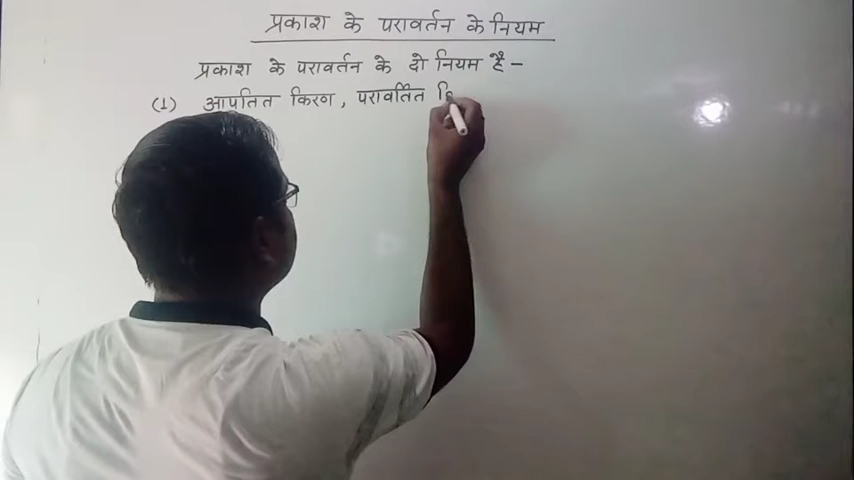 प्रकाश के परावर्तन के नियम
प्रकाश के परावर्तन के दो नियम है -
(1) आपतित किरण, परावर्तित